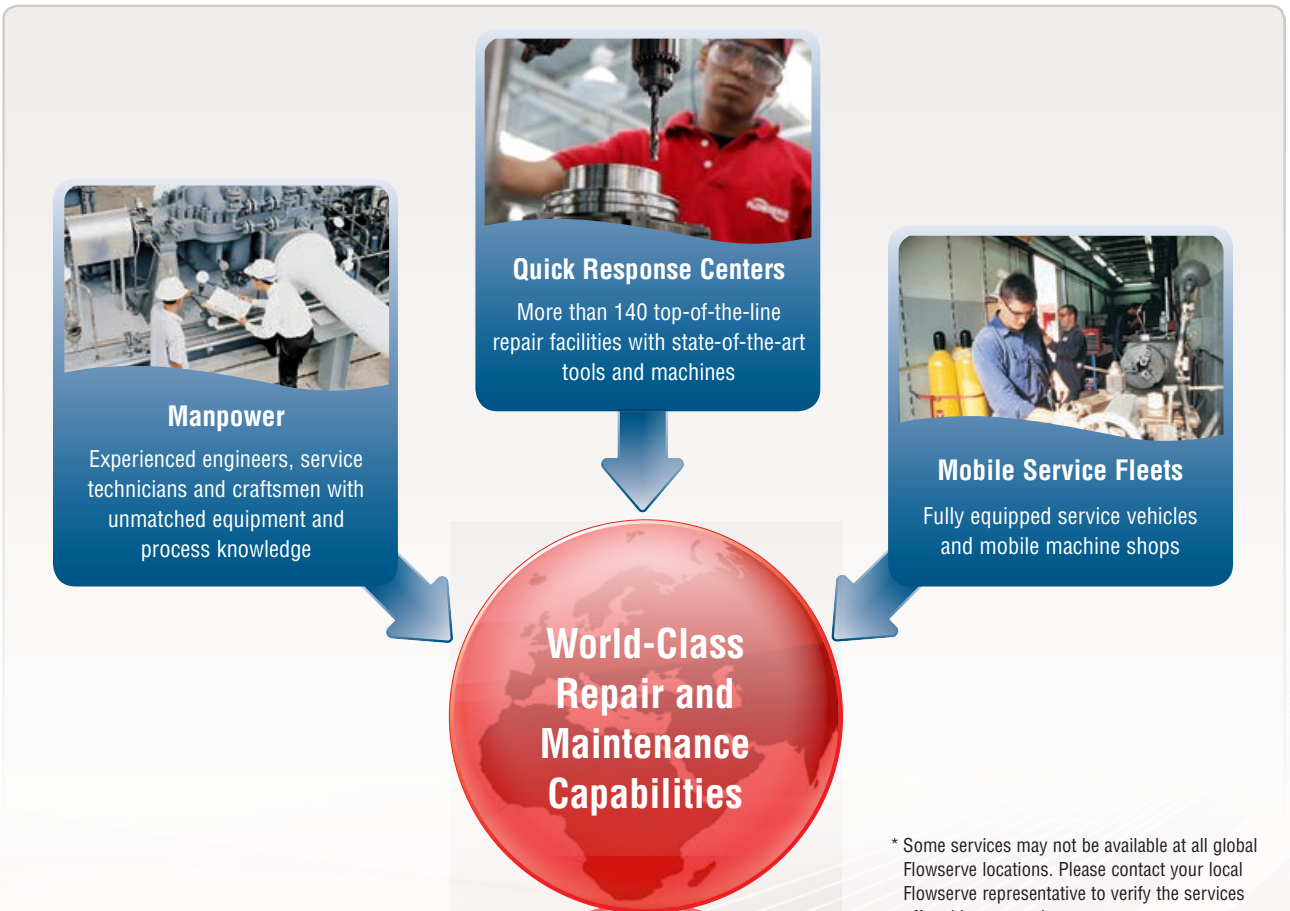 Quick Response Centers
More than 140 top-of-the-line
repair facilities with state-of-the-art
tools and machines
Manpower
Experienced engineers, service
technicians and craftsmen with
unmatched equipment and
process knowledge
Mobile Service Fleets
Fully equipped service vehicles
and mobile machine shops
World-Class
Repair and
Maintenance
Capabilities
* Some services may not be available at all global
Flowserve locations. Please contact your local
Flowserve representative to verify the services